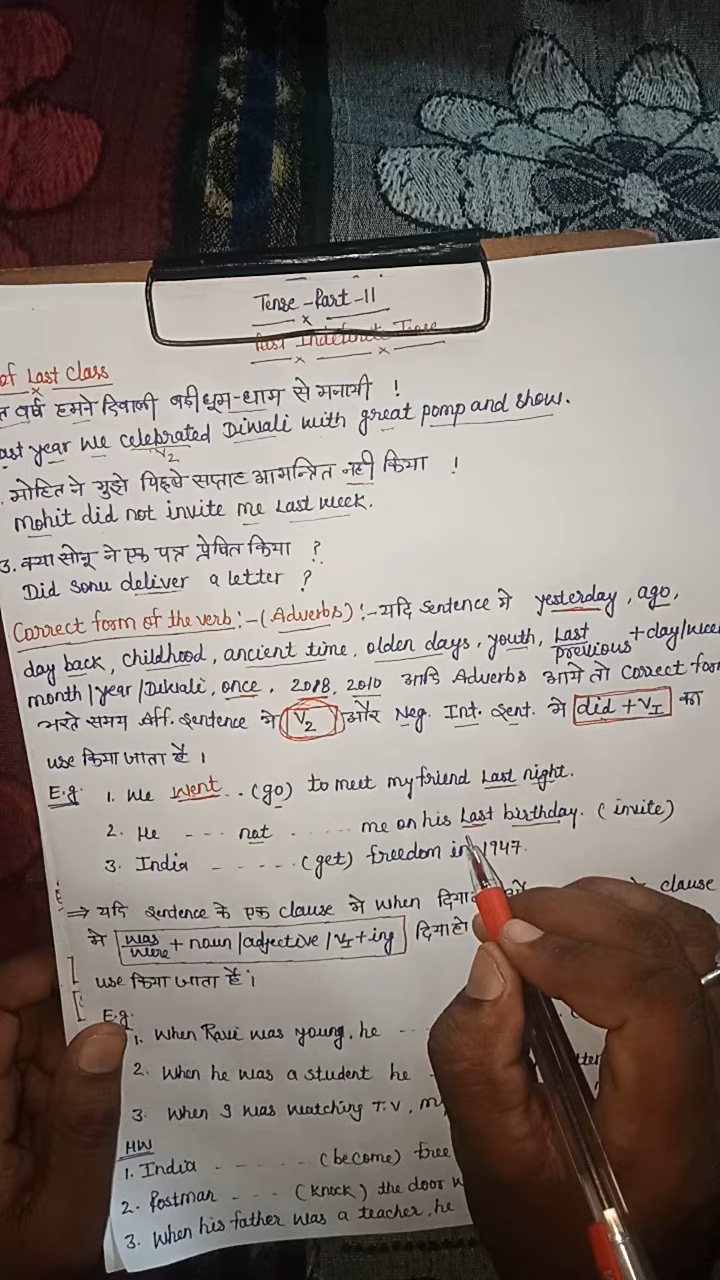 Tense-Part-II
Past Indefinite Tense
of Last Class
वर्ष हमने दिवाली बड़ी धूम-धाम से मनायी !
ast year we celebrated Diwali with great pomp and show.
V2
मोहित ने मुझे पिछले सप्ताह आमन्त्रित नही किया !
Mohit did not invite me Last week.
3. क्या सोनू ने एक पत्र प्रेषित किया ?
Did sonu deliver a letter ?
Correct form of the verb:-(Adverbs):-यदि sentence मे yesterday, ago,
day back, childhood, ancient time, olden days, youth, Last/previous +day/week
month/year/Diwali, once, 2018, 2010 आदि Adverbs आये तो correct form
भरते समय Aff. sentence मे V2 और Neg. Int. sent. मे did + VI का
use किया जाता है ।
E.g. 1. We went .. (go) to meet my friend Last night.
2. He --- not ..... me on his Last birthday. (invite)
3. India ----- (get) freedom in 1947.
⇒ यदि sentence के एक clause मे when दिया clause
मे was/were + noun/adjective/VI+ing दिया हो
use किया जाता है।
E.g.
1. When Ravi was young, he --
2. When he was a student he -
3. When I was watching T.V,
HW
1. India ----- (become) free
2. Postman --- (knock) the door
3. When his father was a teacher, he